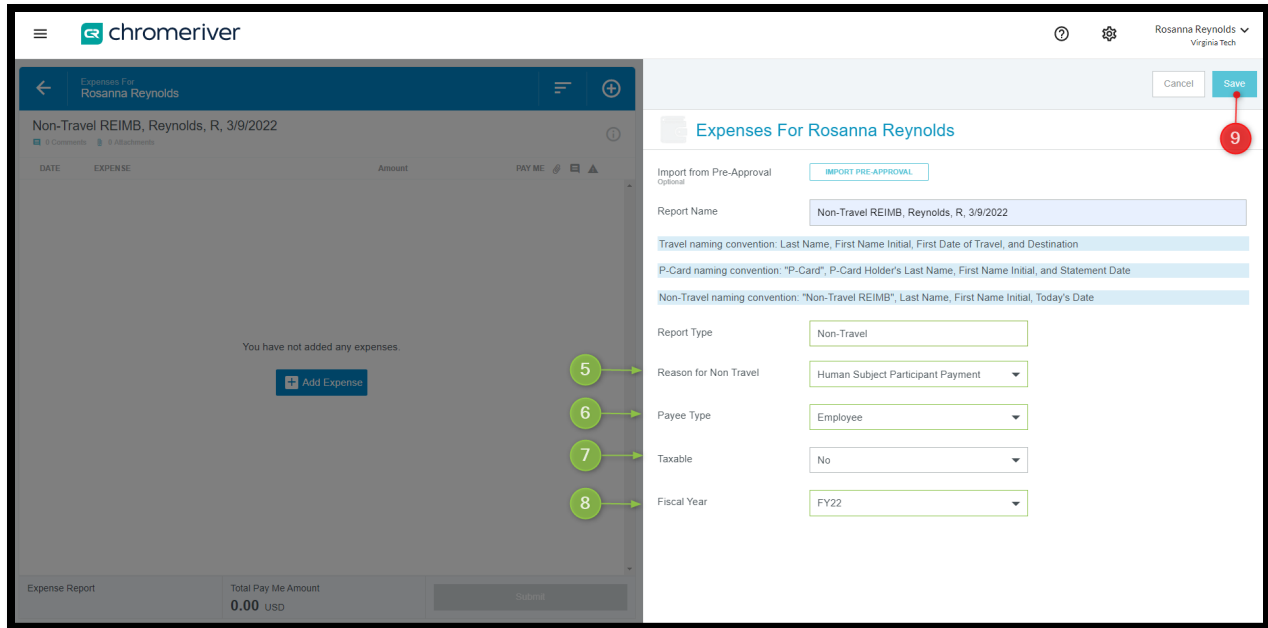 CR chromeriver
Rosanna Reynolds
Virginia Tech
Expenses For
Rosanna Reynolds
Non-Travel REIMB, Reynolds, R, 3/9/2022
0 Comments 0 Attachments
DATE EXPENSE Amount PAY ME
You have not added any expenses.
Add Expense
Expense Report
Total Pay Me Amount
0.00 USD
Submit
Cancel Save
9
Expenses For Rosanna Reynolds
Import from Pre-Approval
Optional
IMPORT PRE-APPROVAL
Report Name Non-Travel REIMB, Reynolds, R, 3/9/2022
Travel naming convention: Last Name, First Name Initial, First Date of Travel, and Destination
P-Card naming convention: "P-Card", P-Card Holder's Last Name, First Name Initial, and Statement Date
Non-Travel naming convention: "Non-Travel REIMB", Last Name, First Name Initial, Today's Date
Report Type Non-Travel
5 Reason for Non Travel Human Subject Participant Payment
6 Payee Type Employee
7 Taxable No
8 Fiscal Year FY22